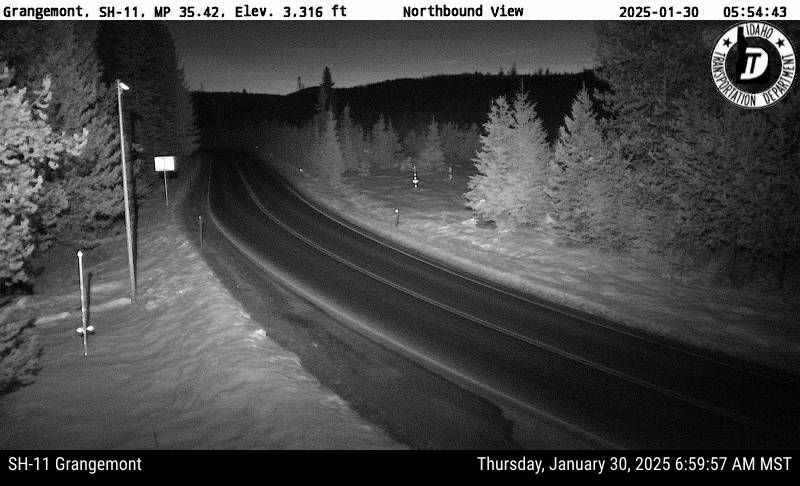 Grangemont, SH-11, MP 35.42, Elev. 3,316 ft Northbound View 2025-01-30 05:54:43
IDAHO
TRANSPORTATION DEPARTMENT
SH-11 Grangemont Thursday, January 30, 2025 6:59:57 AM MST